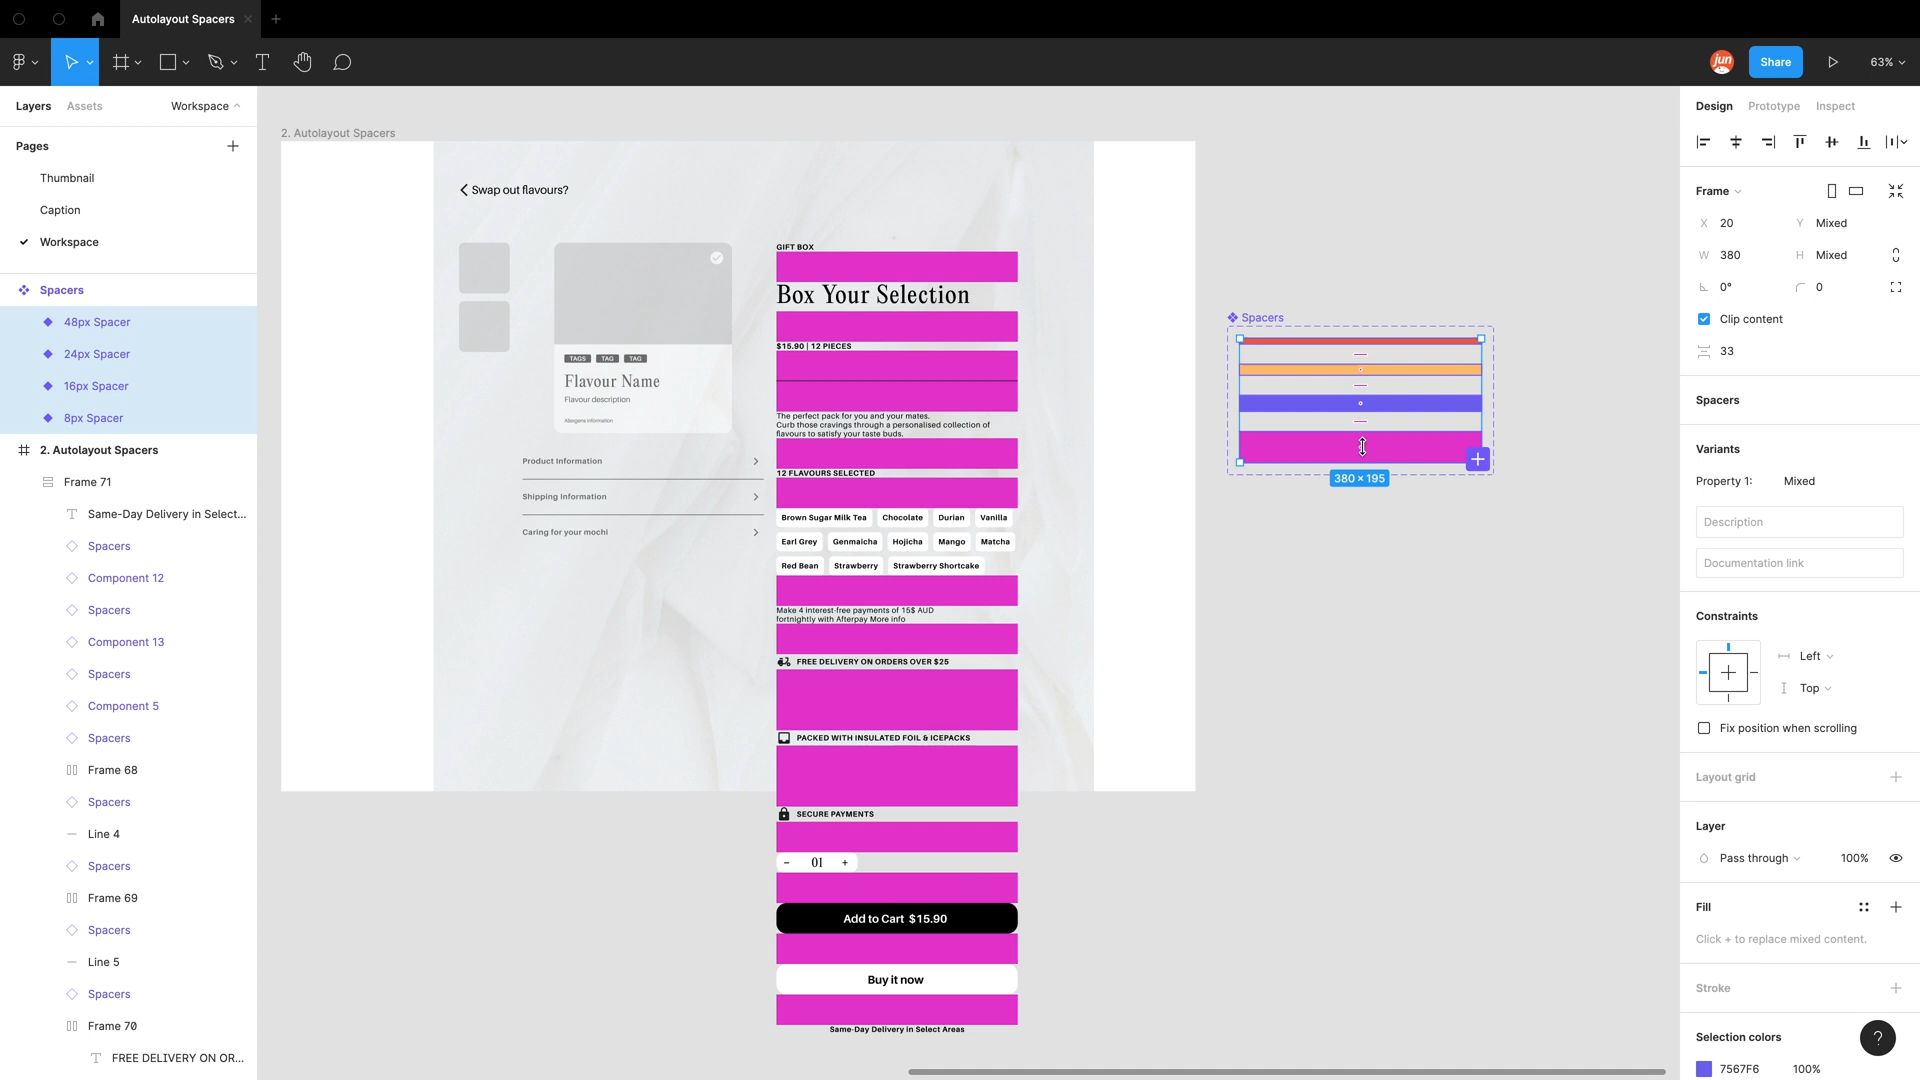 Autolayout Spacers
jun
Share
63%
Layers
Assets
Workspace
Pages
Thumbnail
Caption
Workspace
Spacers
48px Spacer
24px Spacer
16px Spacer
8px Spacer
2. Autolayout Spacers
Frame 71
Same-Day Delivery in Select...
Spacers
Component 12
Spacers
Component 13
Spacers
Component 5
Spacers
Frame 68
Spacers
Line 4
Spacers
Frame 69
Spacers
Line 5
Spacers
Frame 70
FREE DELIVERY ON OR...
2. Autolayout Spacers
Swap out flavours?
TAGS TAG TAG
Flavour Name
Flavour description
Allergens information
Product Information
Shipping Information
Caring for your mochi
GIFT BOX
Box Your Selection
$15.90 | 12 PIECES
The perfect pack for you and your mates.
Curb those cravings through a personalised collection of
flavours to satisfy your taste buds.
12 FLAVOURS SELECTED
Brown Sugar Milk Tea Chocolate Durian Vanilla
Earl Grey Genmaicha Hojicha Mango Matcha
Red Bean Strawberry Strawberry Shortcake
Make 4 interest-free payments of 15$ AUD
fortnightly with Afterpay More info
FREE DELIVERY ON ORDERS OVER $25
PACKED WITH INSULATED FOIL & ICEPACKS
SECURE PAYMENTS
- 01 +
Add to Cart $15.90
Buy it now
Same-Day Delivery in Select Areas
Spacers
380 × 195
Design
Prototype
Inspect
Frame
X 20 Y Mixed
W 380 H Mixed
0° 0
Clip content
33
Spacers
Variants
Property 1: Mixed
Description
Documentation link
Constraints
Left
Top
Fix position when scrolling
Layout grid
Layer
Pass through 100%
Fill
Click + to replace mixed content.
Stroke
Selection colors
7567F6 100%
?